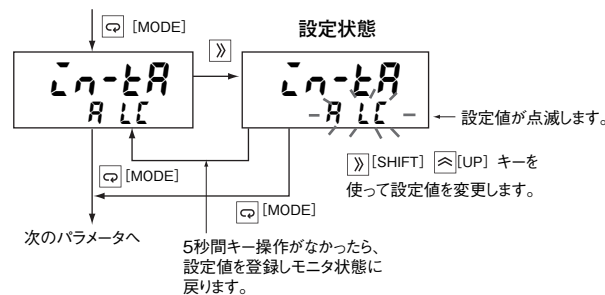 [MODE]
設定状態
in-tA
A LC
in-tA
A LC
設定値が点滅します。
[SHIFT] [UP] キーを
使って設定値を変更します。
[MODE]
[MODE]
次のパラメータへ
5秒間キー操作がなかったら、
設定値を登録しモニタ状態に
戻ります。